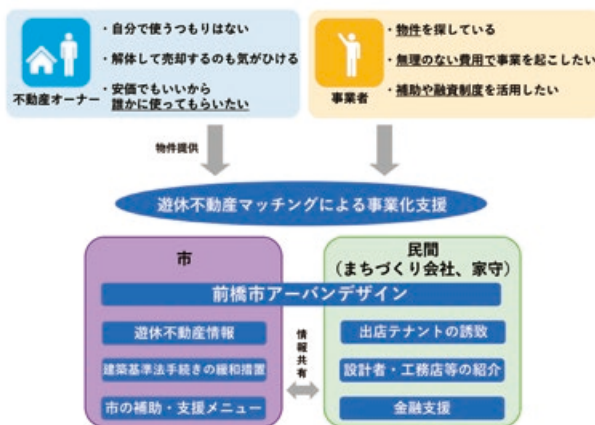 ・自分で使うつもりはない
・解体して売却するのも気がひける
・安価でもいいから
誰かに使ってもらいたい
不動産オーナー
・物件を探している
・無理のない費用で事業を起こしたい
・補助や融資制度を活用したい
事業者
物件提供
遊休不動産マッチングによる事業化支援
市
民間
（まちづくり会社、家守）
前橋市アーバンデザイン
遊休不動産情報
建築基準法手続きの緩和措置
市の補助・支援メニュー
情報共有
出店テナントの誘致
設計者・工務店等の紹介
金融支援